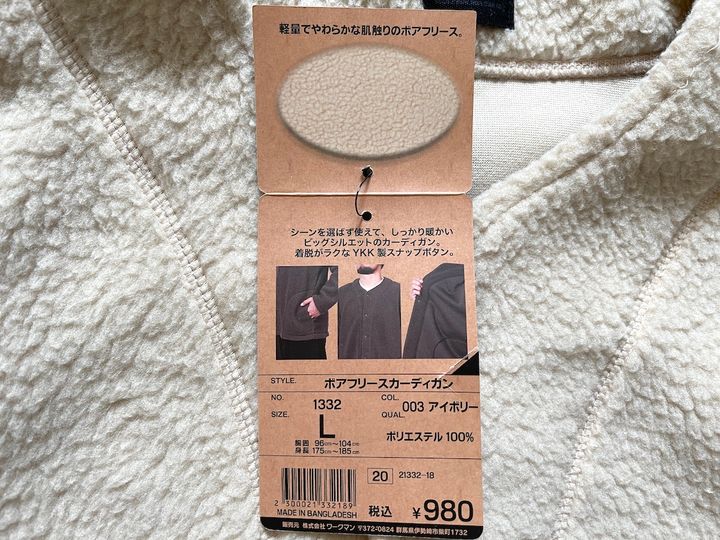 軽量でやわらかな肌触りのボアフリース。
シーンを選ばず使えて、しっかり暖かい
ビッグシルエットのカーディガン。
着脱がラクなYKK製スナップボタン。
STYLE. ボアフリースカーディガン
NO. 1332 COL. 003 アイボリー
SIZE. L QUAL. ポリエステル 100%
胸囲 96cm〜104cm
身長 175cm〜185cm
20 21332-18
2 300021 332189
MADE IN BANGLADESH 税込 ¥980
販売元 株式会社 ワークマン 〒372-0824 群馬県伊勢崎市柴町1732